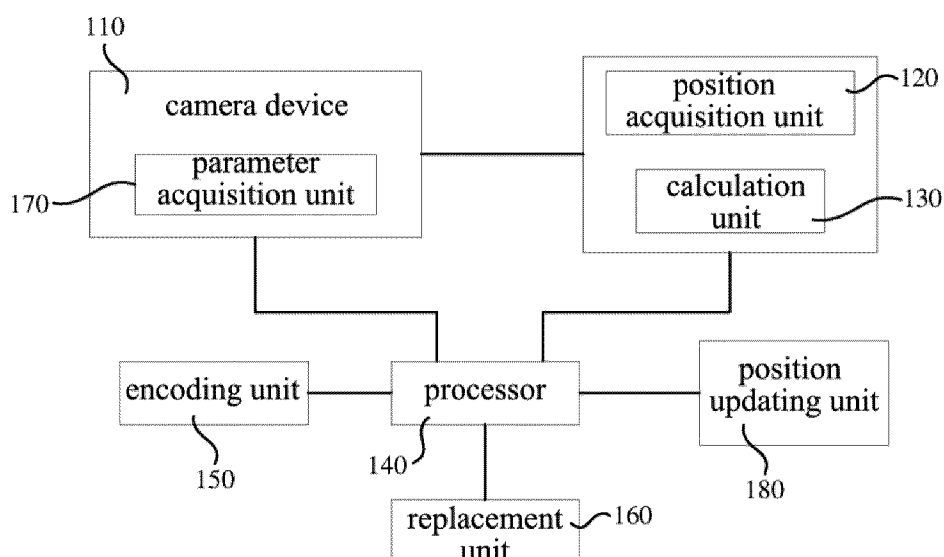 110
camera device
parameter
acquisition unit
170
position
acquisition unit
120
calculation
unit
130
encoding unit
150
processor
140
position
updating unit
180
replacement
unit
160